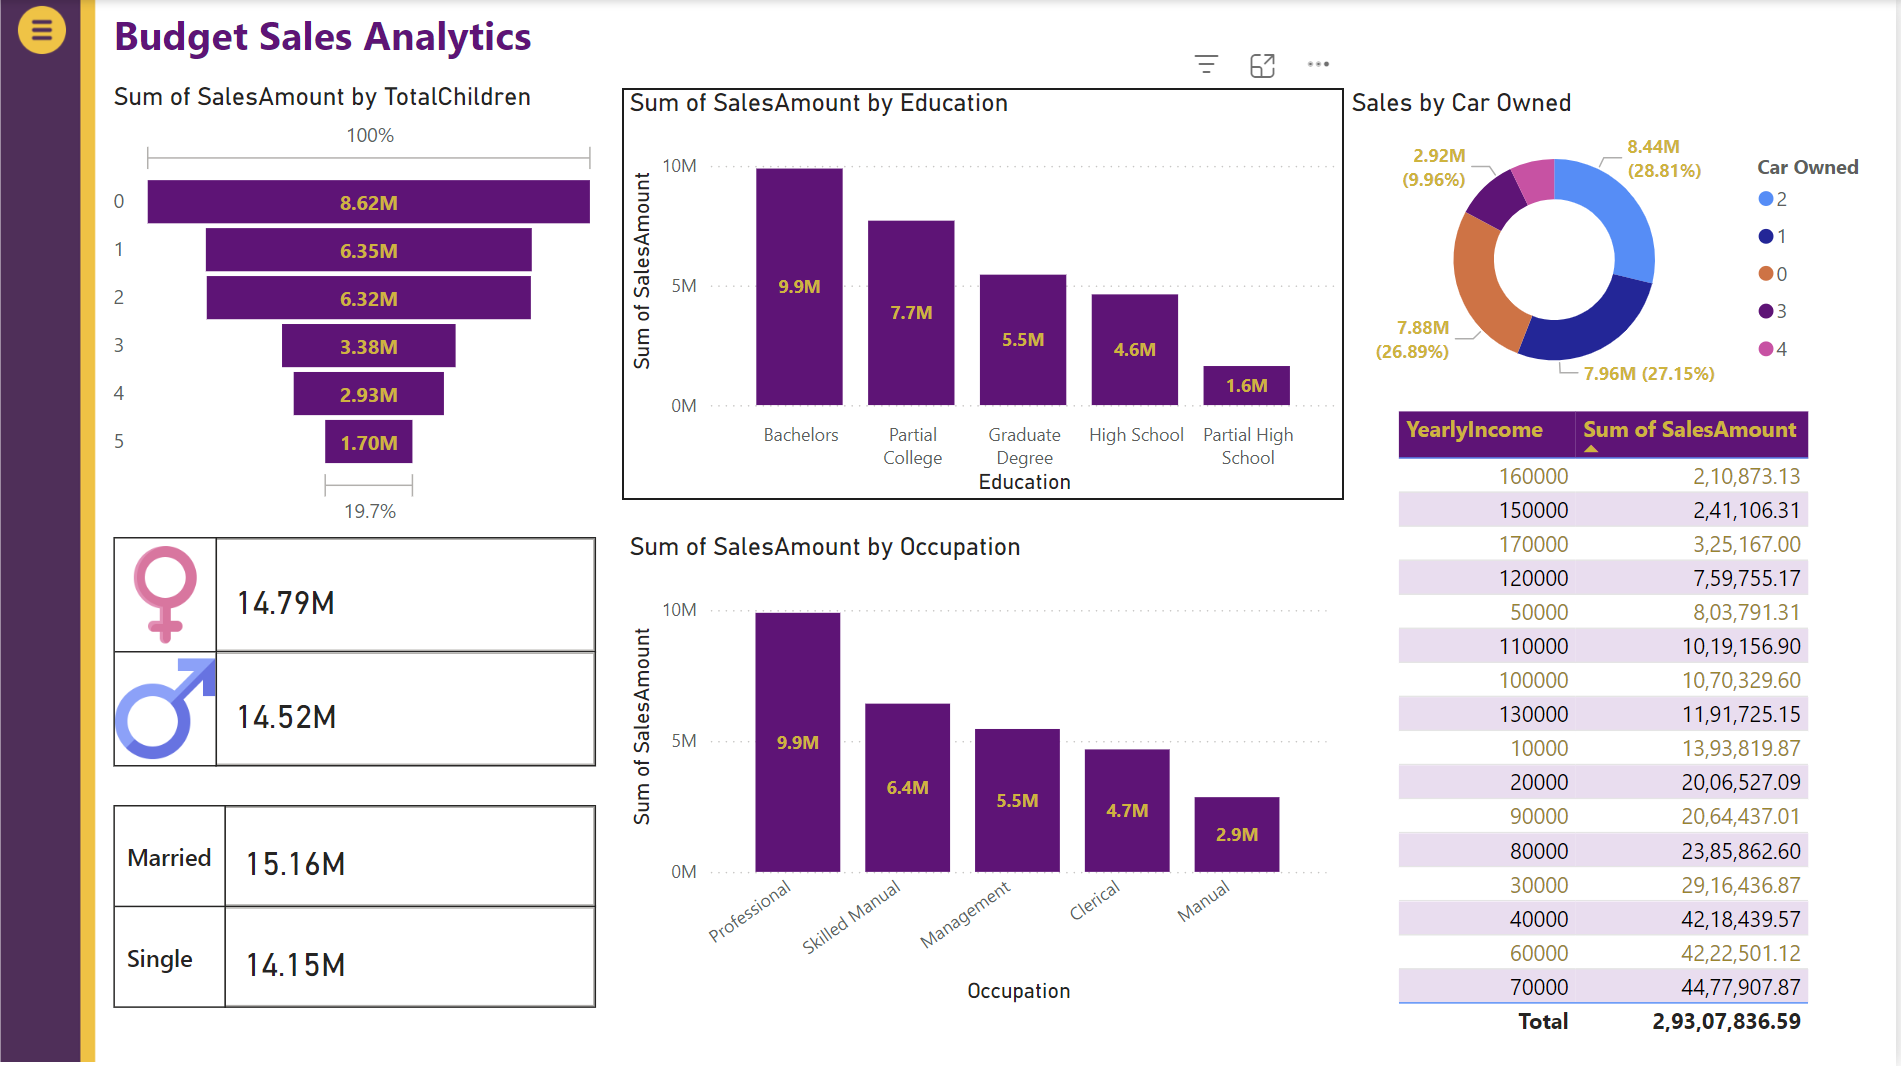 Budget Sales Analytics
Sum of SalesAmount by TotalChildren
100%
0 8.62M
1 6.35M
2 6.32M
3 3.38M
4 2.93M
5 1.70M
19.7%
14.79M
14.52M
Married 15.16M
Single 14.15M
Sum of SalesAmount by Education
Sum of SalesAmount
10M
5M
0M
9.9M
7.7M
5.5M
4.6M
1.6M
Bachelors
Partial
College
Graduate
Degree
High School
Partial High
School
Education
Sum of SalesAmount by Occupation
Sum of SalesAmount
10M
5M
0M
9.9M
6.4M
5.5M
4.7M
2.9M
Professional
Skilled Manual
Management
Clerical
Manual
Occupation
Sales by Car Owned
8.44M
(28.81%)
7.96M (27.15%)
7.88M
(26.89%)
2.92M
(9.96%)
Car Owned
2
1
0
3
4
YearlyIncome Sum of SalesAmount
160000 2,10,873.13
150000 2,41,106.31
170000 3,25,167.00
120000 7,59,755.17
50000 8,03,791.31
110000 10,19,156.90
100000 10,70,329.60
130000 11,91,725.15
10000 13,93,819.87
20000 20,06,527.09
90000 20,64,437.01
80000 23,85,862.60
30000 29,16,436.87
40000 42,18,439.57
60000 42,22,501.12
70000 44,77,907.87
Total 2,93,07,836.59